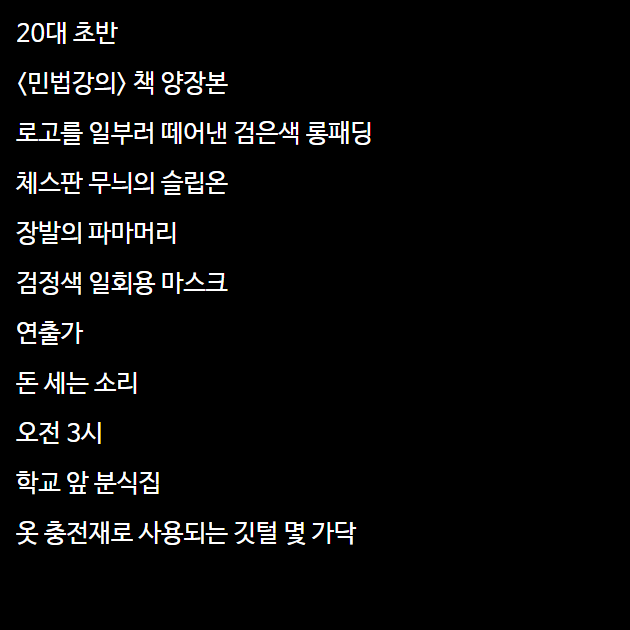 20대 초반
〈민법강의〉 책 양장본
로고를 일부러 떼어낸 검은색 롱패딩
체스판 무늬의 슬립온
장발의 파마머리
검정색 일회용 마스크
연출가
돈 세는 소리
오전 3시
학교 앞 분식집
옷 충전재로 사용되는 깃털 몇 가닥